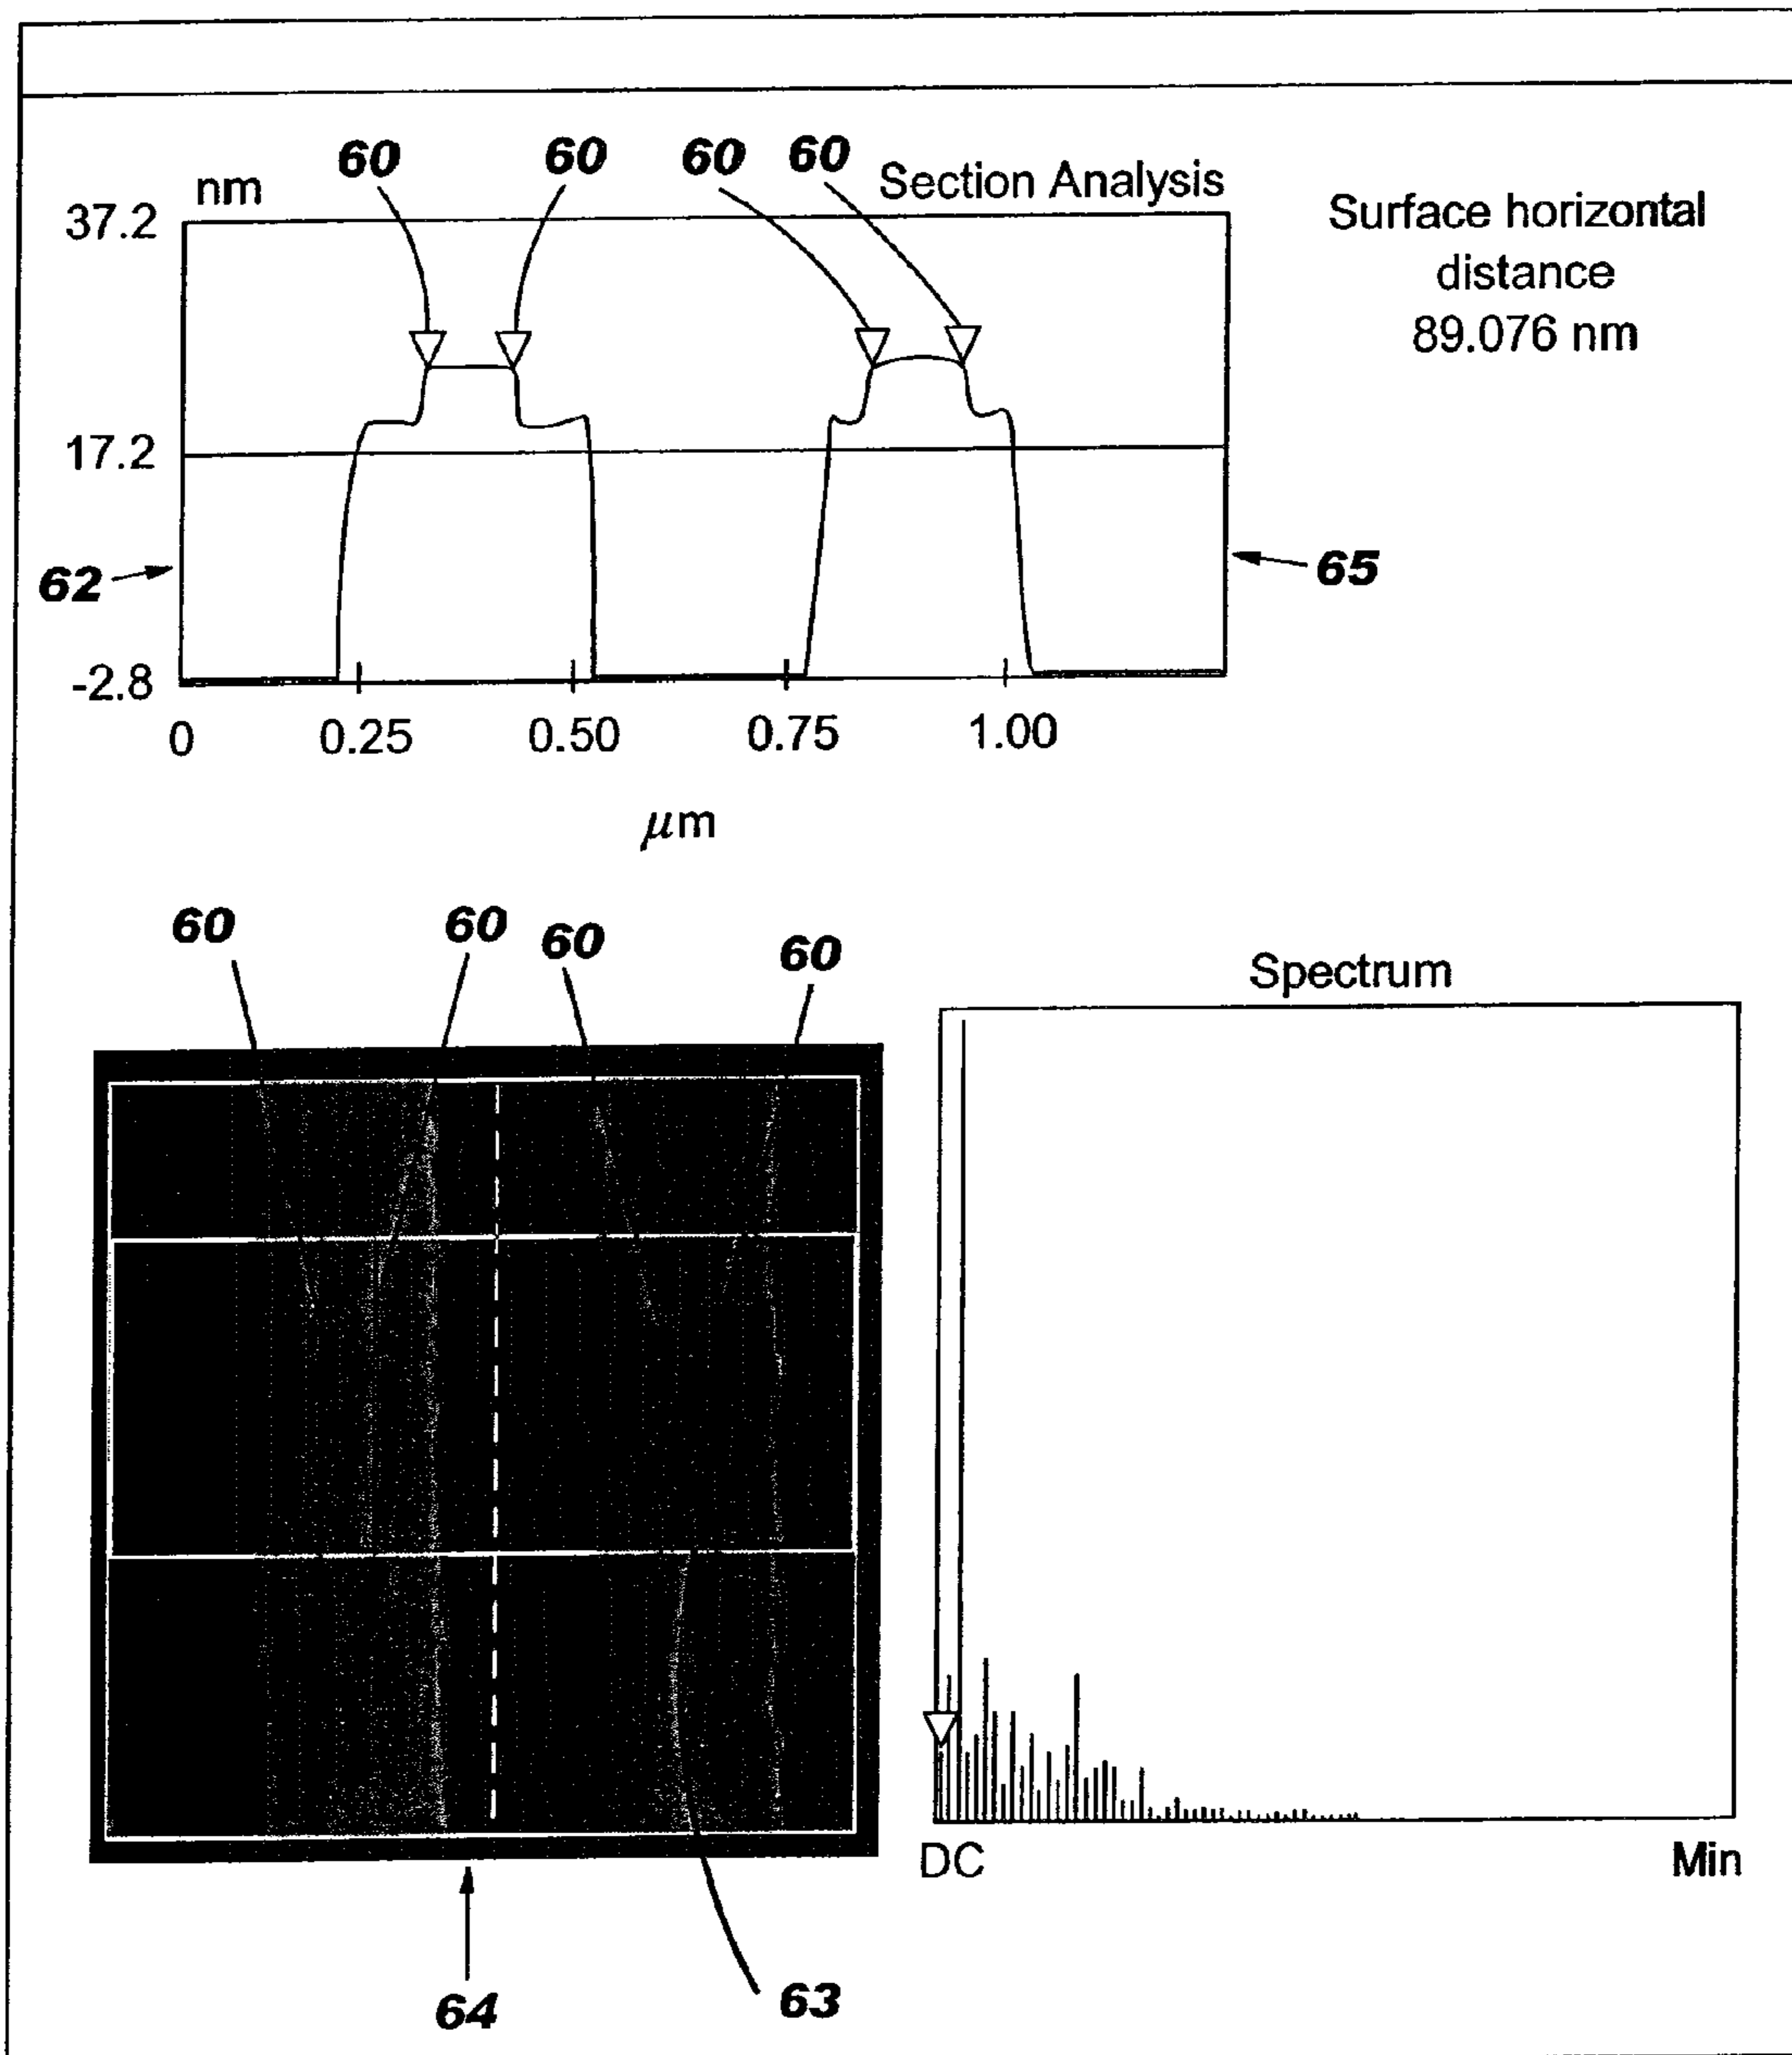 60 60 60 60
nm
Section Analysis
37.2
17.2
-2.8
62
65
0 0.25 0.50 0.75 1.00
μm
Surface horizontal
distance
89.076 nm
60 60 60 60
64
63
Spectrum
DC
Min